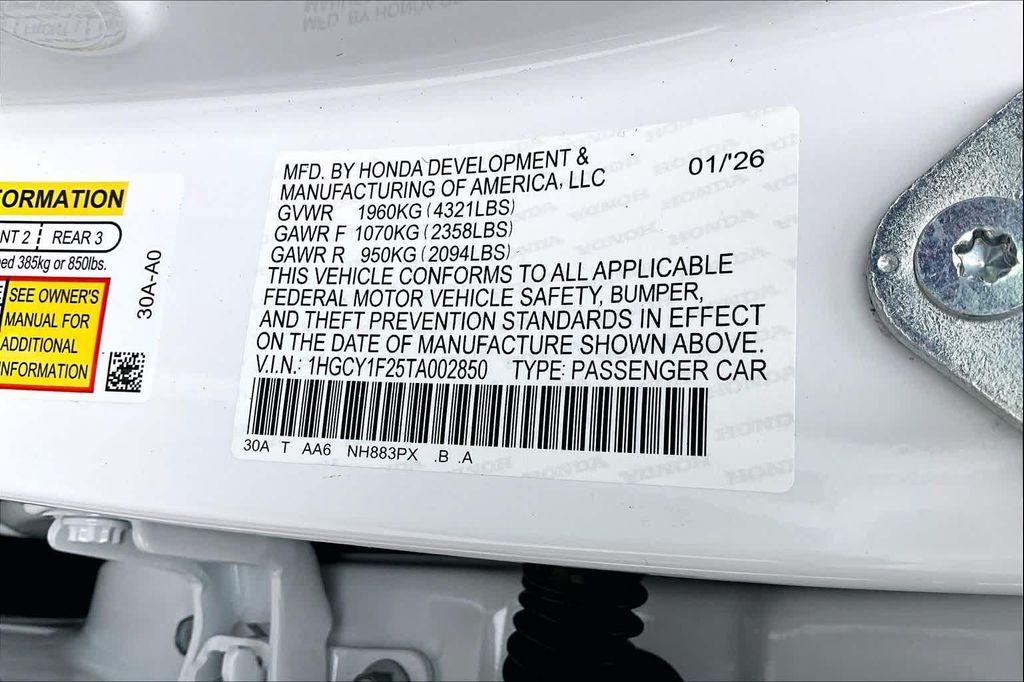 ORMATION
NT 2 REAR 3
ed 385kg or 850lbs.
SEE OWNER'S
MANUAL FOR
ADDITIONAL
INFORMATION
30A-A0
MFD. BY HONDA DEVELOPMENT &
MANUFACTURING OF AMERICA, LLC
01/'26
GVWR 1960KG (4321LBS)
GAWR F 1070KG (2358LBS)
GAWR R 950KG (2094LBS)
THIS VEHICLE CONFORMS TO ALL APPLICABLE
FEDERAL MOTOR VEHICLE SAFETY, BUMPER,
AND THEFT PREVENTION STANDARDS IN EFFECT
ON THE DATE OF MANUFACTURE SHOWN ABOVE.
V.I.N.: 1HGCY1F25TA002850 TYPE: PASSENGER CAR
30A T AA6 NH883PX .B .A